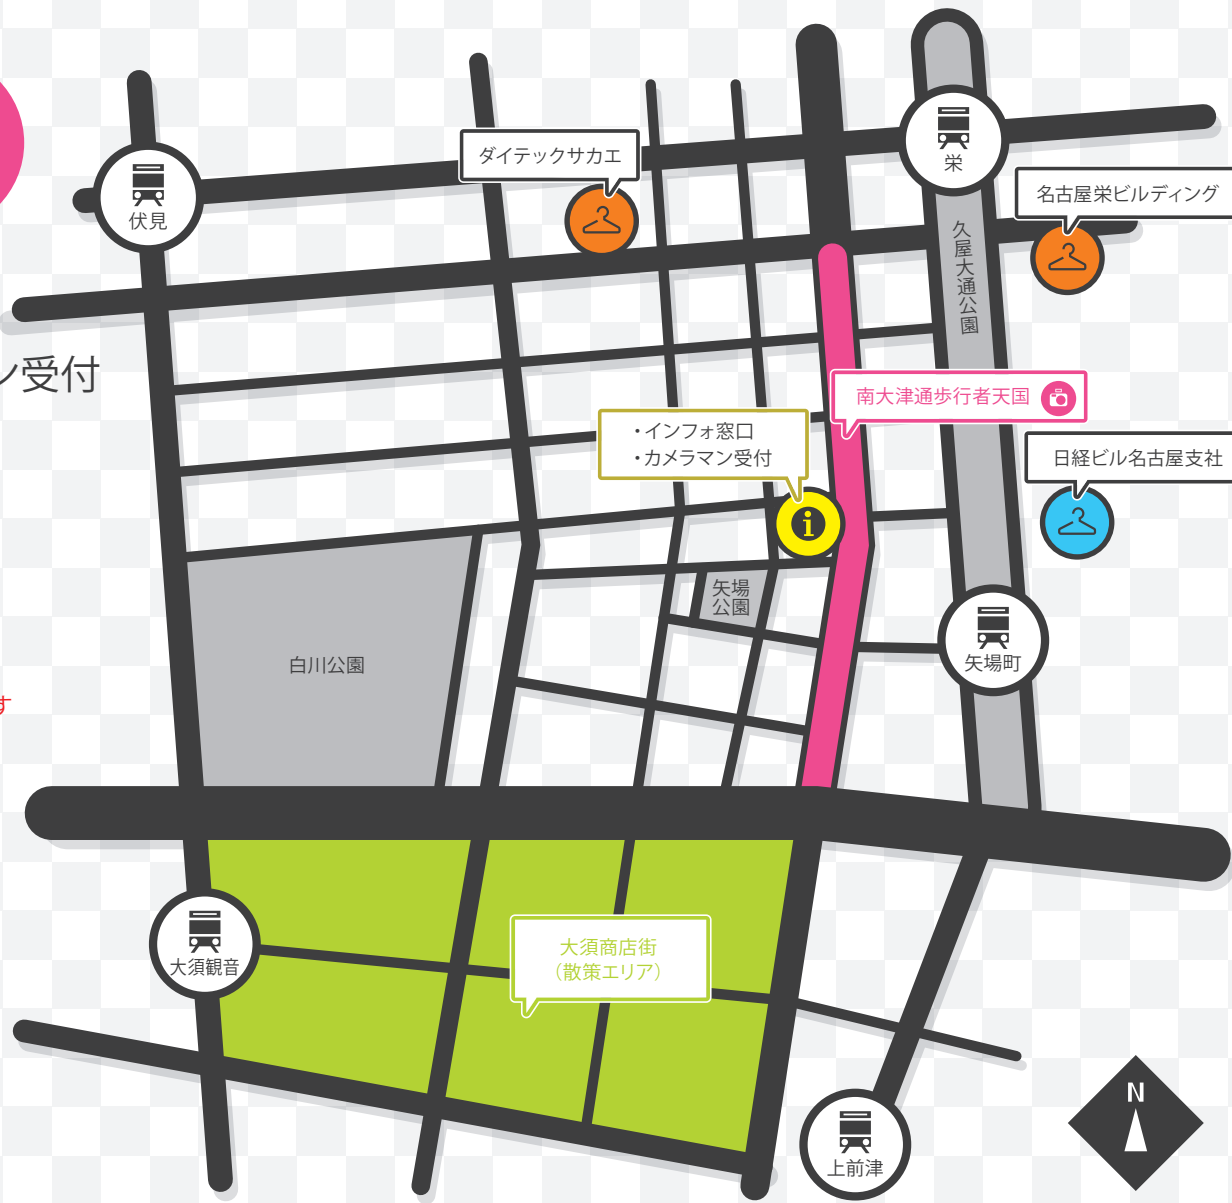 ダイテックサカエ
栄
名古屋栄ビルディング
伏見
久屋大通公園
ン受付
南大津通歩行者天国
・インフォ窓口
・カメラマン受付
日経ビル名古屋支社
i
矢場
公園
矢場町
白川公園
す
大須商店街
（散策エリア）
大須観音
N
上前津